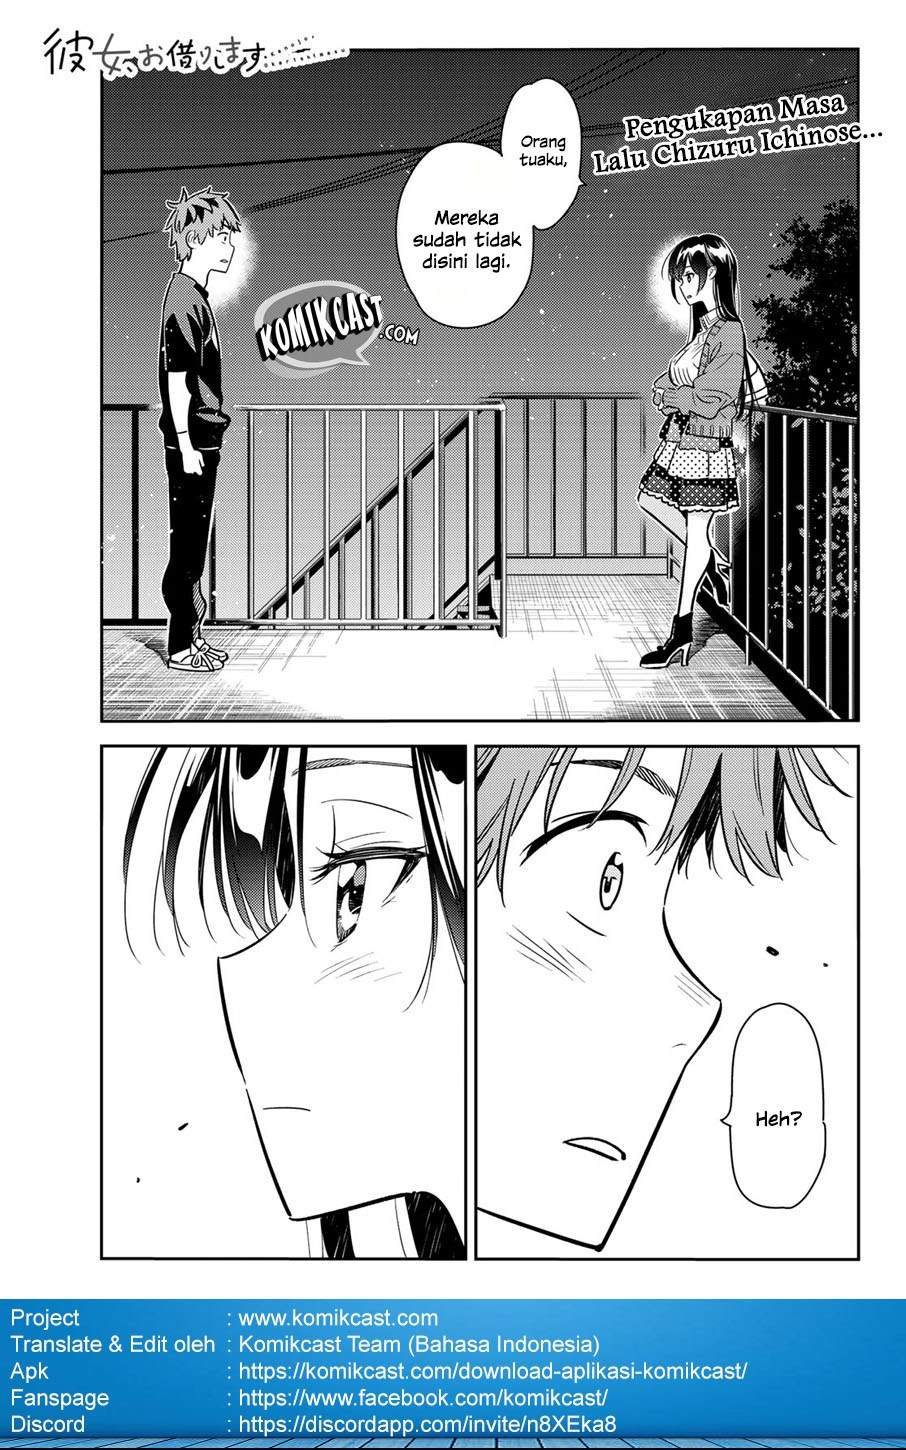 彼女、お借りします
Pengukapan Masa
Lalu Chizuru Ichinose...
Orang
tuaku,
Mereka
sudah tidak
disini lagi.
KOMIKCAST
.COM
Heh?
Project : www.komikcast.com
Translate & Edit oleh : Komikcast Team (Bahasa Indonesia)
Apk : https://komikcast.com/download-aplikasi-komikcast/
Fanspage : https://www.facebook.com/komikcast/
Discord : https://discordapp.com/invite/n8XEka8